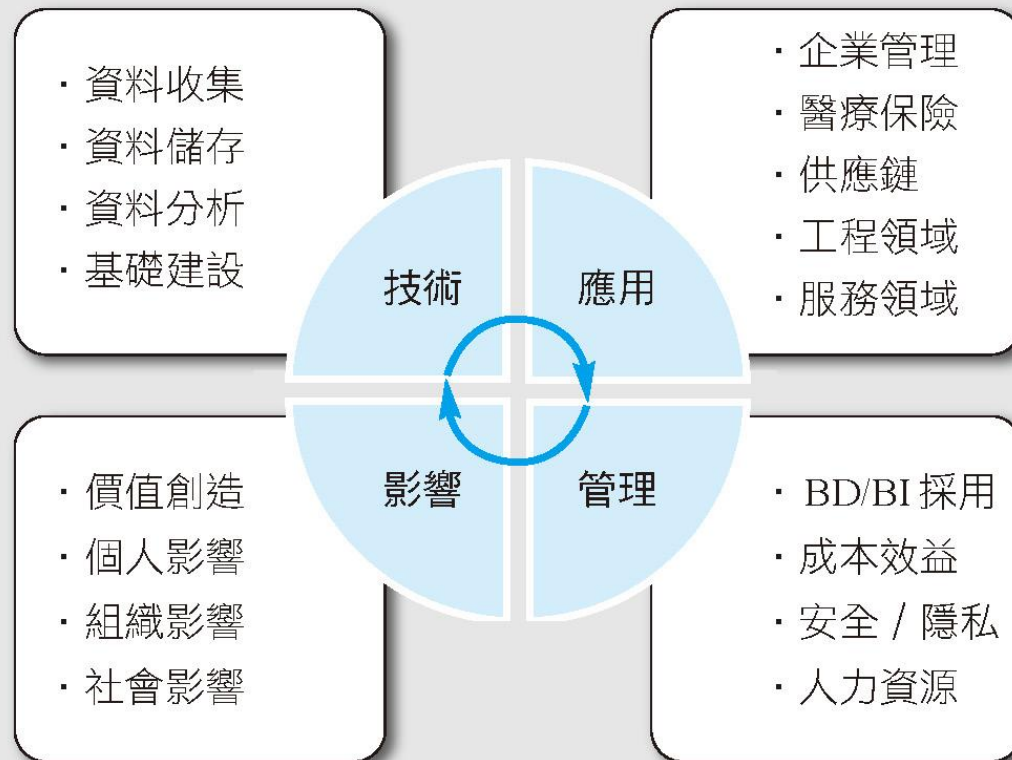 ・資料收集
・資料儲存
・資料分析
・基礎建設
・企業管理
・醫療保險
・供應鏈
・工程領域
・服務領域
技術
應用
影響
管理
・價值創造
・個人影響
・組織影響
・社會影響
・BD/BI 採用
・成本效益
・安全 / 隱私
・人力資源